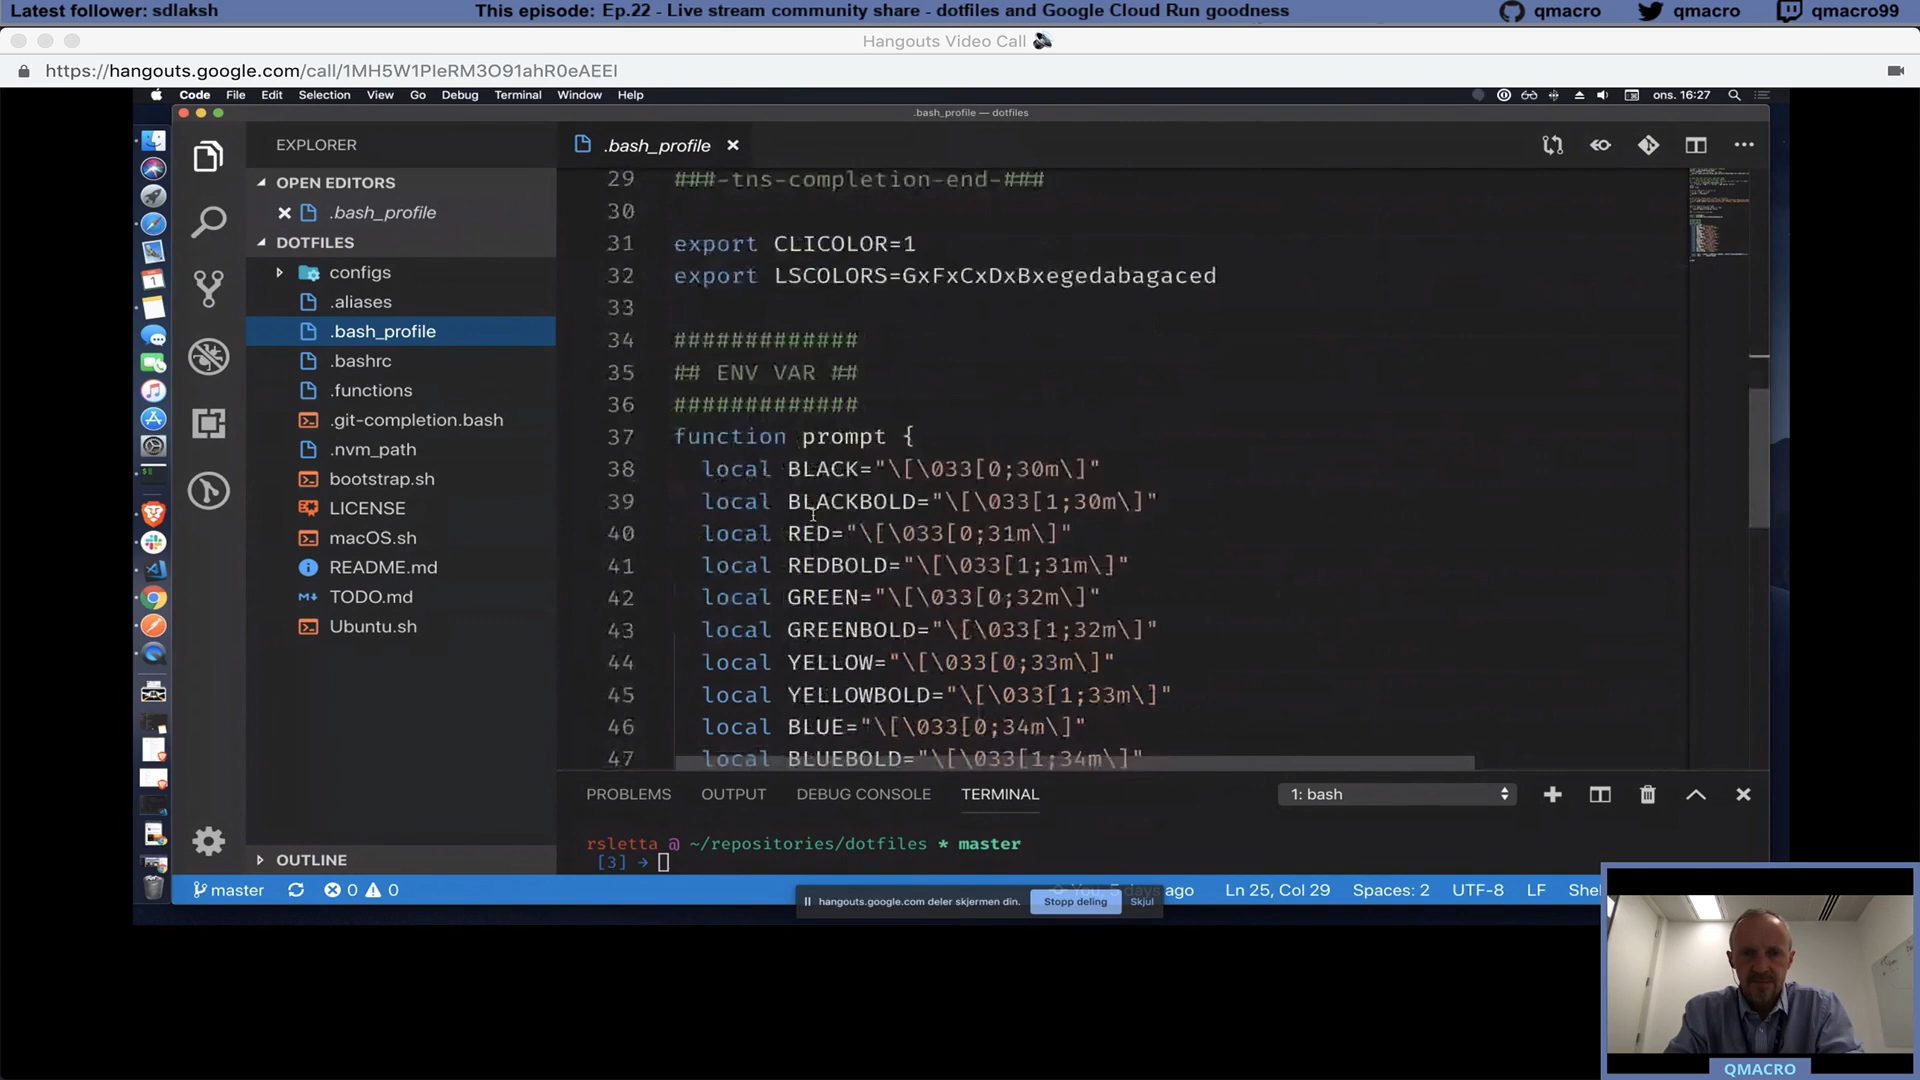 Latest follower: sdlaksh
This episode: Ep.22 - Live stream community share - dotfiles and Google Cloud Run goodness
qmacro
qmacro
qmacro99
Hangouts Video Call
https://hangouts.google.com/call/1MH5W1PIeRM3O91ahR0eAEEI
Code File Edit Selection View Go Debug Terminal Window Help
ons. 16:27
.bash_profile — dotfiles
EXPLORER
OPEN EDITORS
.bash_profile
DOTFILES
configs
.aliases
.bash_profile
.bashrc
.functions
.git-completion.bash
.nvm_path
bootstrap.sh
LICENSE
macOS.sh
README.md
TODO.md
Ubuntu.sh
OUTLINE
.bash_profile
29 ###-tns-completion-end-###
30
31 export CLICOLOR=1
32 export LSCOLORS=GxFxCxDxBxegedabagaced
33
34 #############
35 ## ENV VAR ##
36 #############
37 function prompt {
38 local BLACK="\[\033[0;30m\]"
39 local BLACKBOLD="\[\033[1;30m\]"
40 local RED="\[\033[0;31m\]"
41 local REDBOLD="\[\033[1;31m\]"
42 local GREEN="\[\033[0;32m\]"
43 local GREENBOLD="\[\033[1;32m\]"
44 local YELLOW="\[\033[0;33m\]"
45 local YELLOWBOLD="\[\033[1;33m\]"
46 local BLUE="\[\033[0;34m\]"
47 local BLUEBOLD="\[\033[1;34m\]"
PROBLEMS OUTPUT DEBUG CONSOLE TERMINAL
1: bash
rsletta @ ~/repositories/dotfiles * master
[3] →
master
0 0
You, 5 days ago
Ln 25, Col 29
Spaces: 2
UTF-8
LF
Shel
hangouts.google.com deler skjermen din.
Stopp deling
Skjul
QMACRO